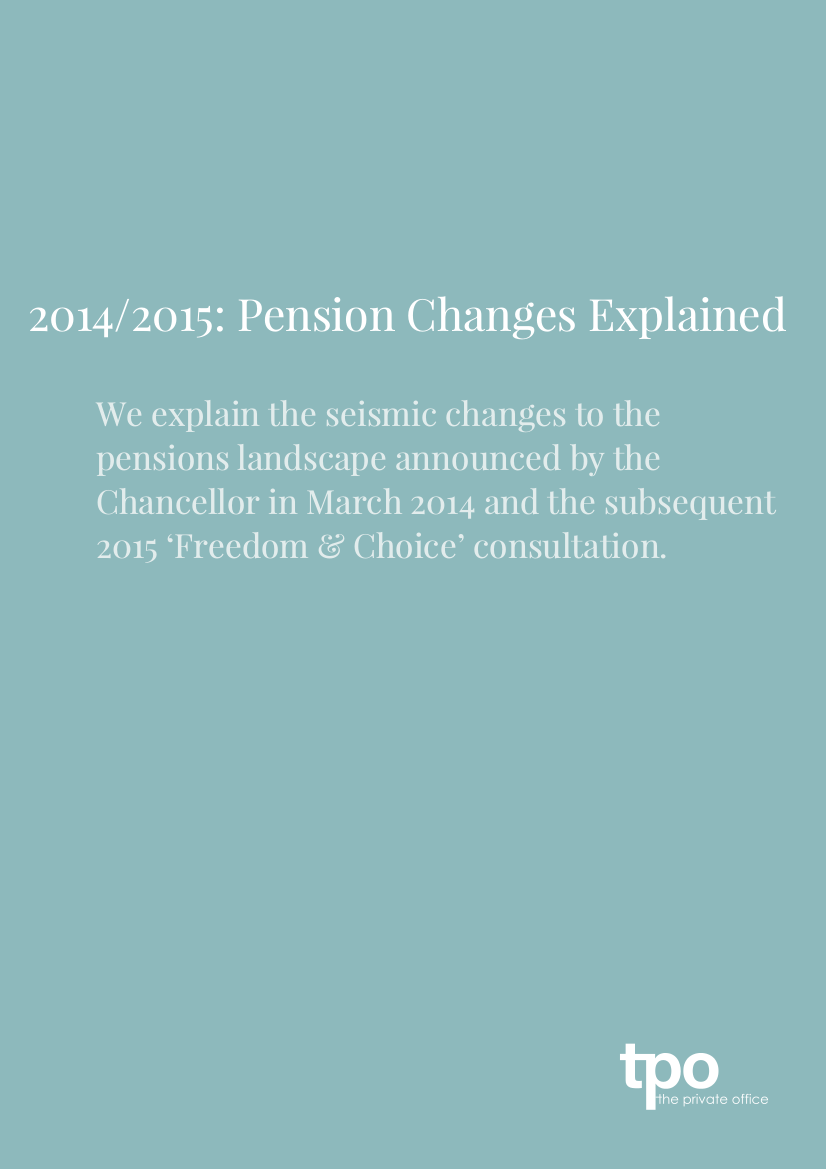 2014/2015: Pension Changes Explained
We explain the seismic changes to the
pensions landscape announced by the
Chancellor in March 2014 and the subsequent
2015 ‘Freedom & Choice’ consultation.
tpo
the private office